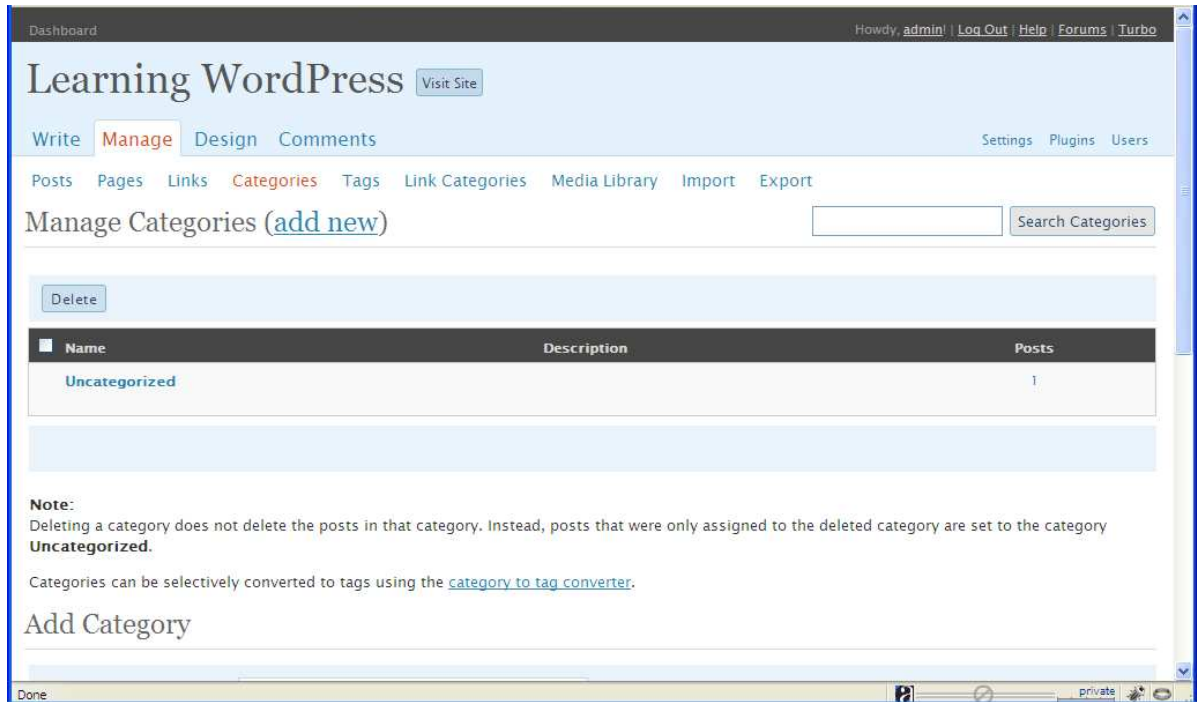 Dashboard Howdy, admin! | Log Out | Help | Forums | Turbo
Learning WordPress Visit Site
Write Manage Design Comments Settings Plugins Users
Posts Pages Links Categories Tags Link Categories Media Library Import Export
Manage Categories (add new) Search Categories
Delete
Name Description Posts
Uncategorized 1
Note:
Deleting a category does not delete the posts in that category. Instead, posts that were only assigned to the deleted category are set to the category
Uncategorized.
Categories can be selectively converted to tags using the category to tag converter.
Add Category
Done private